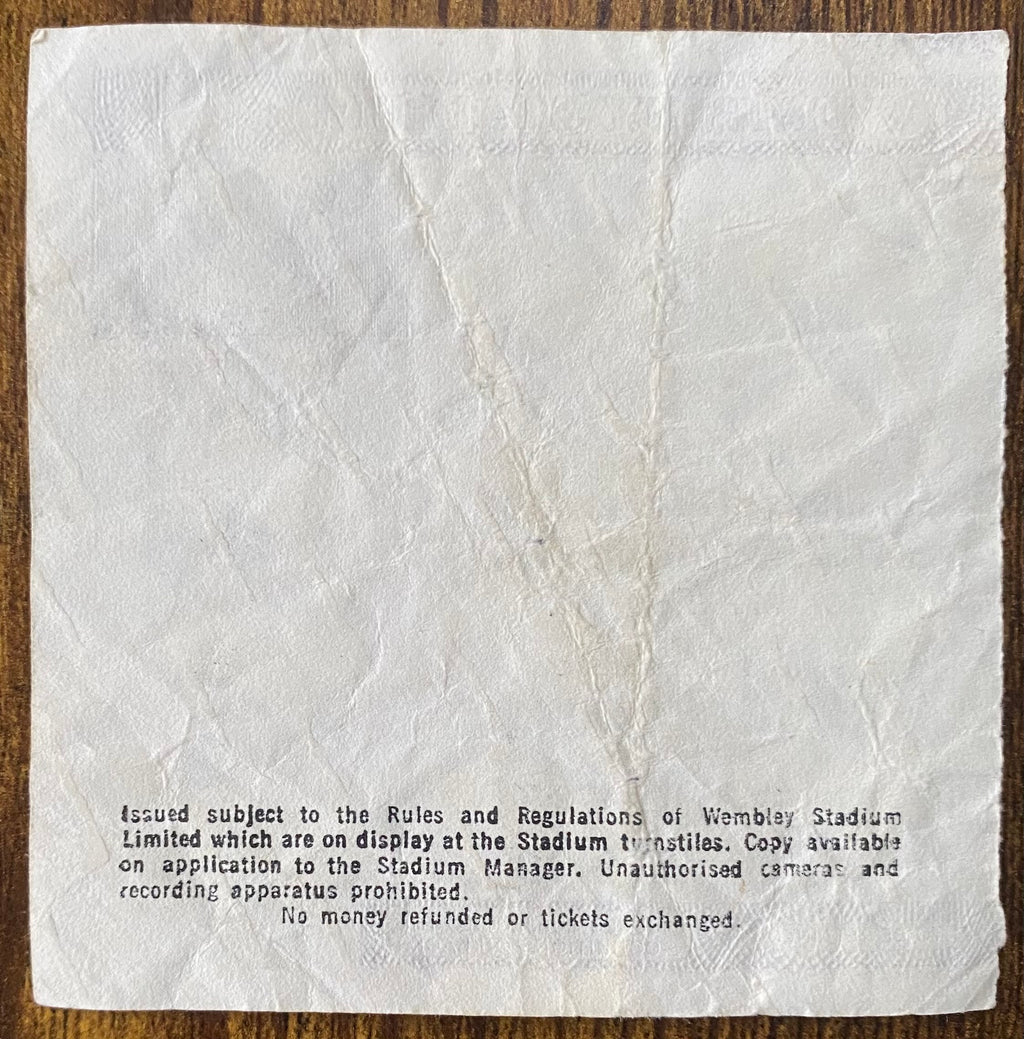 Issued subject to the Rules and Regulations of Wembley Stadium
Limited which are on display at the Stadium turnstiles. Copy available
on application to the Stadium Manager. Unauthorised cameras and
recording apparatus prohibited.
No money refunded or tickets exchanged.